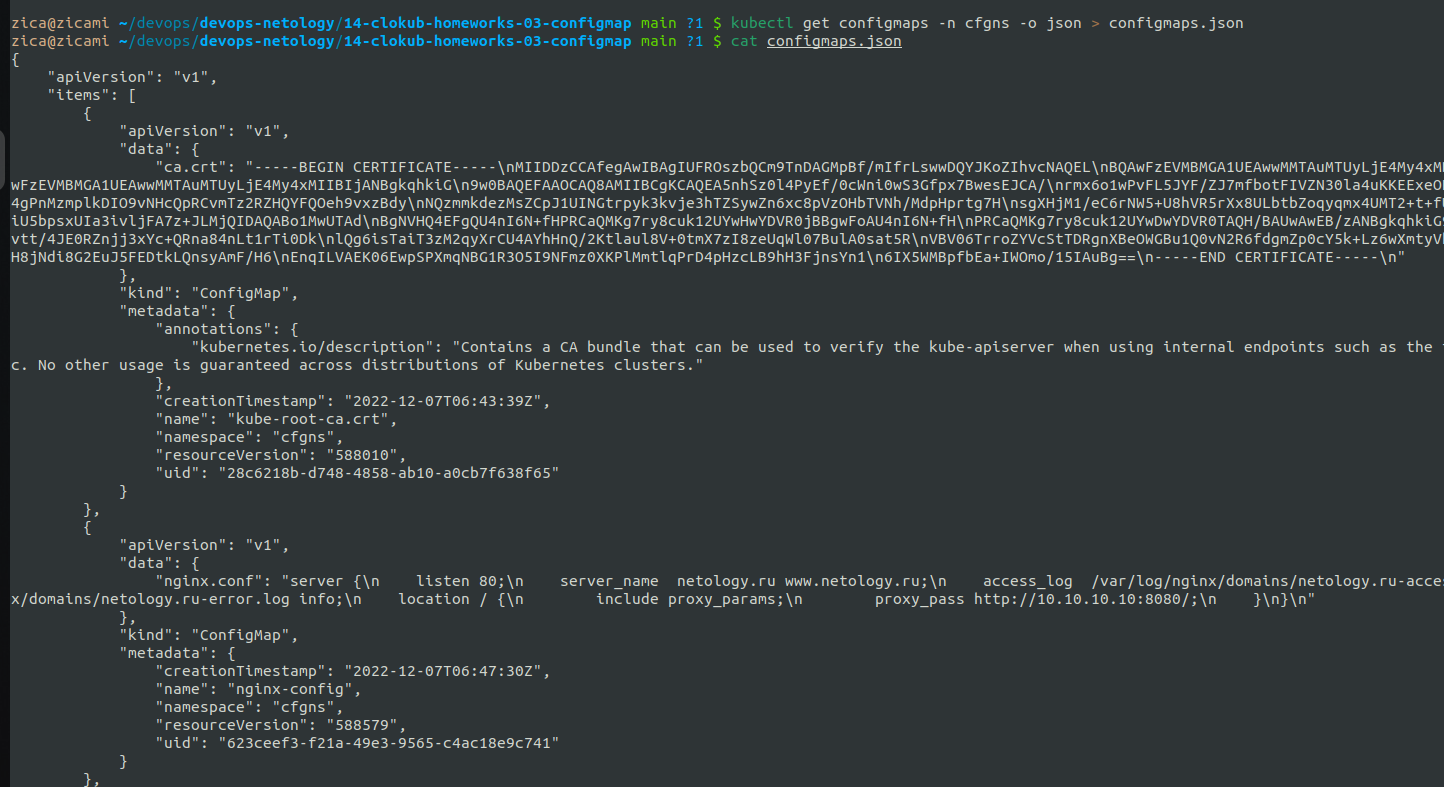 zica@zicami ~/devops/devops-netology/14-clokub-homeworks-03-configmap main ?1 $ kubectl get configmaps -n cfgns -o json > configmaps.json
zica@zicami ~/devops/devops-netology/14-clokub-homeworks-03-configmap main ?1 $ cat configmaps.json
{
    "apiVersion": "v1",
    "items": [
        {
            "apiVersion": "v1",
            "data": {
                "ca.crt": "-----BEGIN CERTIFICATE-----\nMIIDDzCCAfegAwIBAgIUFROszbQCm9TnDAGMpBf/mIfrLswwDQYJKoZIhvcNAQEL\nBQAwFzEVMBMGA1UEAwwMMTAuMTUyLjE4My4xM
wFzEVMBMGA1UEAwwMMTAuMTUyLjE4My4xMIIBIjANBgkqhkiG\n9w0BAQEFAAOCAQ8AMIIBCgKCAQEA5nhSz0l4PyEf/0cWni0wS3Gfpx7BwesEJCA/\nrmx6o1wPvFL5JYF/ZJ7mfbotFIVZN30la4uKKEExeO
4gPnMzmplkDIO9vNHcQpRCvmTz2RZHQYFQOeh9vxzBdy\nNQzmmkdezMsZCpJ1UINGtrpyk3kvje3hTZSywZn6xc8pVzOHbTVNh/MdpHprtg7H\nsgXHjM1/eC6rNW5+U8hVR5rXx8ULbtbZoqyqmx4UMT2+t+f
iU5bpsxUIa3ivljFA7z+JLMjQIDAQABo1MwUTAd\nBgNVHQ4EFgQU4nI6N+fHPRCaQMKg7ry8cuk12UYwHwYDVR0jBBgwFoAU4nI6N+fH\nPRCaQMKg7ry8cuk12UYwDwYDVR0TAQH/BAUwAwEB/zANBgkqhkiG
vtt/4JE0RZnjj3xYc+QRna84nLt1rTi0Dk\nlQg6isTaiT3zM2qyXrCU4AYhHnQ/2Ktlaul8V+0tmX7zI8zeUqWl07BulA0sat5R\nVBV06TrroZYVcStTDRgnXBeOWGBu1Q0vN2R6fdgmZp0cY5k+Lz6wXmtyV
H8jNdi8G2EuJ5FEDtkLQnsyAmF/H6\nEnqILVAEK06EwpSPXmqNBG1R3O5I9NFmz0XKPlMmtlqPrD4pHzcLB9hH3FjnsYn1\n6IX5WMBpfbEa+IWOmo/15IAuBg==\n-----END CERTIFICATE-----\n"
            },
            "kind": "ConfigMap",
            "metadata": {
                "annotations": {
                    "kubernetes.io/description": "Contains a CA bundle that can be used to verify the kube-apiserver when using internal endpoints such as the
c. No other usage is guaranteed across distributions of Kubernetes clusters."
                },
                "creationTimestamp": "2022-12-07T06:43:39Z",
                "name": "kube-root-ca.crt",
                "namespace": "cfgns",
                "resourceVersion": "588010",
                "uid": "28c6218b-d748-4858-ab10-a0cb7f638f65"
            }
        },
        {
            "apiVersion": "v1",
            "data": {
                "nginx.conf": "server {\n    listen 80;\n    server_name  netology.ru www.netology.ru;\n    access_log  /var/log/nginx/domains/netology.ru-acce
x/domains/netology.ru-error.log info;\n    location / {\n        include proxy_params;\n        proxy_pass http://10.10.10.10:8080/;\n    }\n}\n"
            },
            "kind": "ConfigMap",
            "metadata": {
                "creationTimestamp": "2022-12-07T06:47:30Z",
                "name": "nginx-config",
                "namespace": "cfgns",
                "resourceVersion": "588579",
                "uid": "623ceef3-f21a-49e3-9565-c4ac18e9c741"
            }
        },